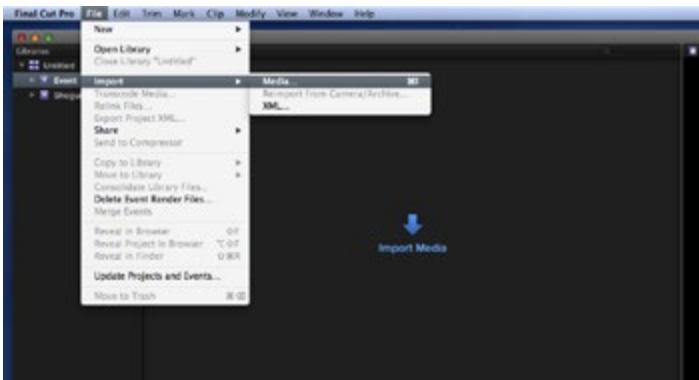 Final Cut Pro File Edit Trim Mark Clip Modify View Window Help
Libraries
Untitled
Event
Shogu
New
Open Library
Close Library "Untitled"
Import
Transcode Media...
Relink Files...
Export Project XML...
Share
Send to Compressor
Copy to Library
Move to Library
Consolidate Library Files...
Delete Event Render Files...
Merge Events
Reveal in Browser ⇧F
Reveal Project in Browser ⌥⇧F
Reveal in Finder ⇧⌘R
Update Projects and Events...
Move to Trash ⌘⌫
Media... ⌘I
Reimport from Camera/Archive...
XML...
Import Media